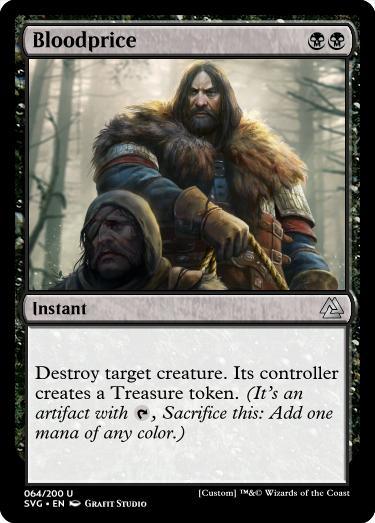 Bloodprice
Instant
Destroy target creature. Its controller
creates a Treasure token. (It's an
artifact with , Sacrifice this: Add one
mana of any color.)
064/200 U
SVG • EN Grafit Studio
[Custom] ™&© Wizards of the Coast